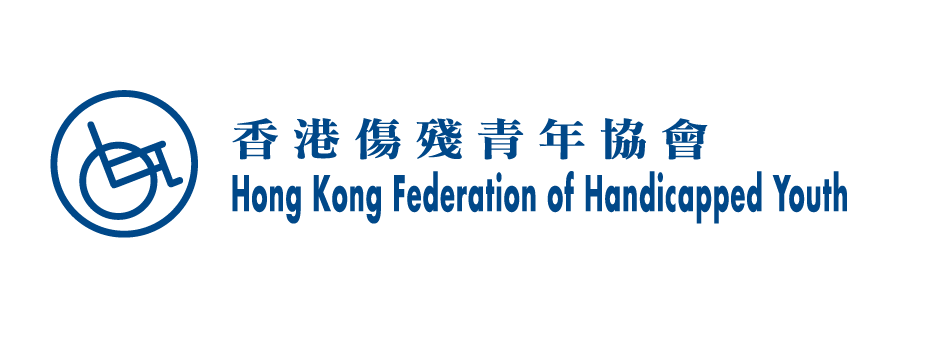 香港傷殘青年協會
Hong Kong Federation of Handicapped Youth